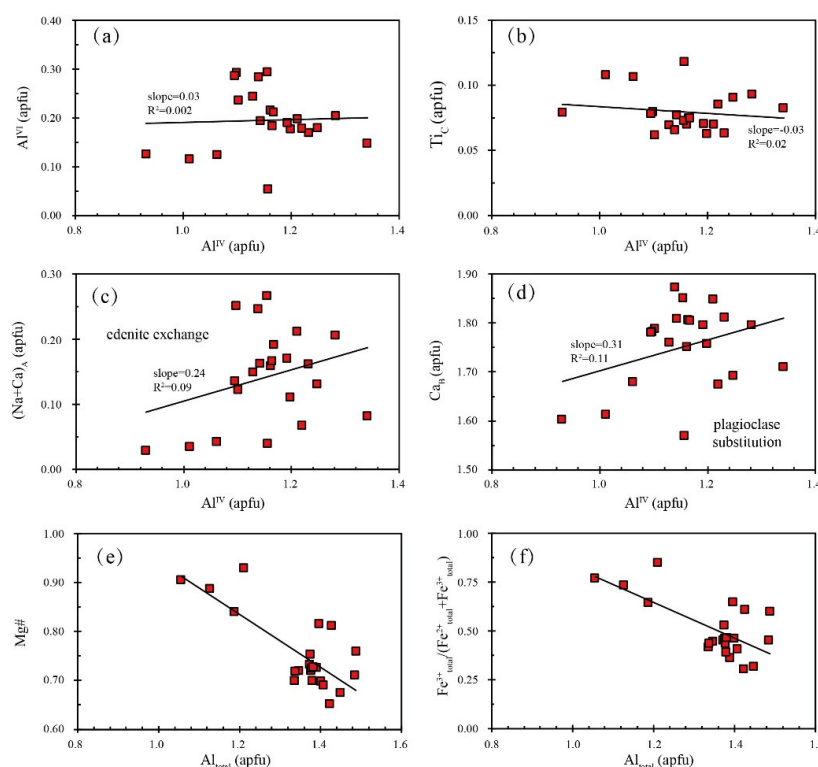 (a)
0.40
0.30
0.20
0.10
0.00
slope=0.03
R²=0.002
Al^VI (apfu)
0.8 1.0 1.2 1.4
Al^IV (apfu)
(b)
0.15
0.10
0.05
0.00
slope=-0.03
R²=0.02
Ti_C (apfu)
0.8 1.0 1.2 1.4
Al^IV (apfu)
(c)
0.30
0.20
0.10
0.00
edenite exchange
slope=0.24
R²=0.09
(Na+Ca)_A (apfu)
0.8 1.0 1.2 1.4
Al^IV (apfu)
(d)
1.90
1.80
1.70
1.60
1.50
slope=0.31
R²=0.11
plagioclase
substitution
Ca_B (apfu)
0.8 1.0 1.2 1.4
Al^IV (apfu)
(e)
1.00
0.90
0.80
0.70
0.60
Mg#
0.8 1.0 1.2 1.4 1.6
Al_total (apfu)
(f)
1.00
0.75
0.50
0.25
0.00
Fe³⁺_total/(Fe²⁺_total+Fe³⁺_total)
0.8 1.0 1.2 1.4
Al_total (apfu)